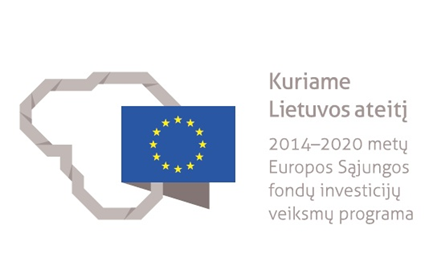 Kuriame
Lietuvos ateitį
2014–2020 metų
Europos Sąjungos
fondų investicijų
veiksmų programa